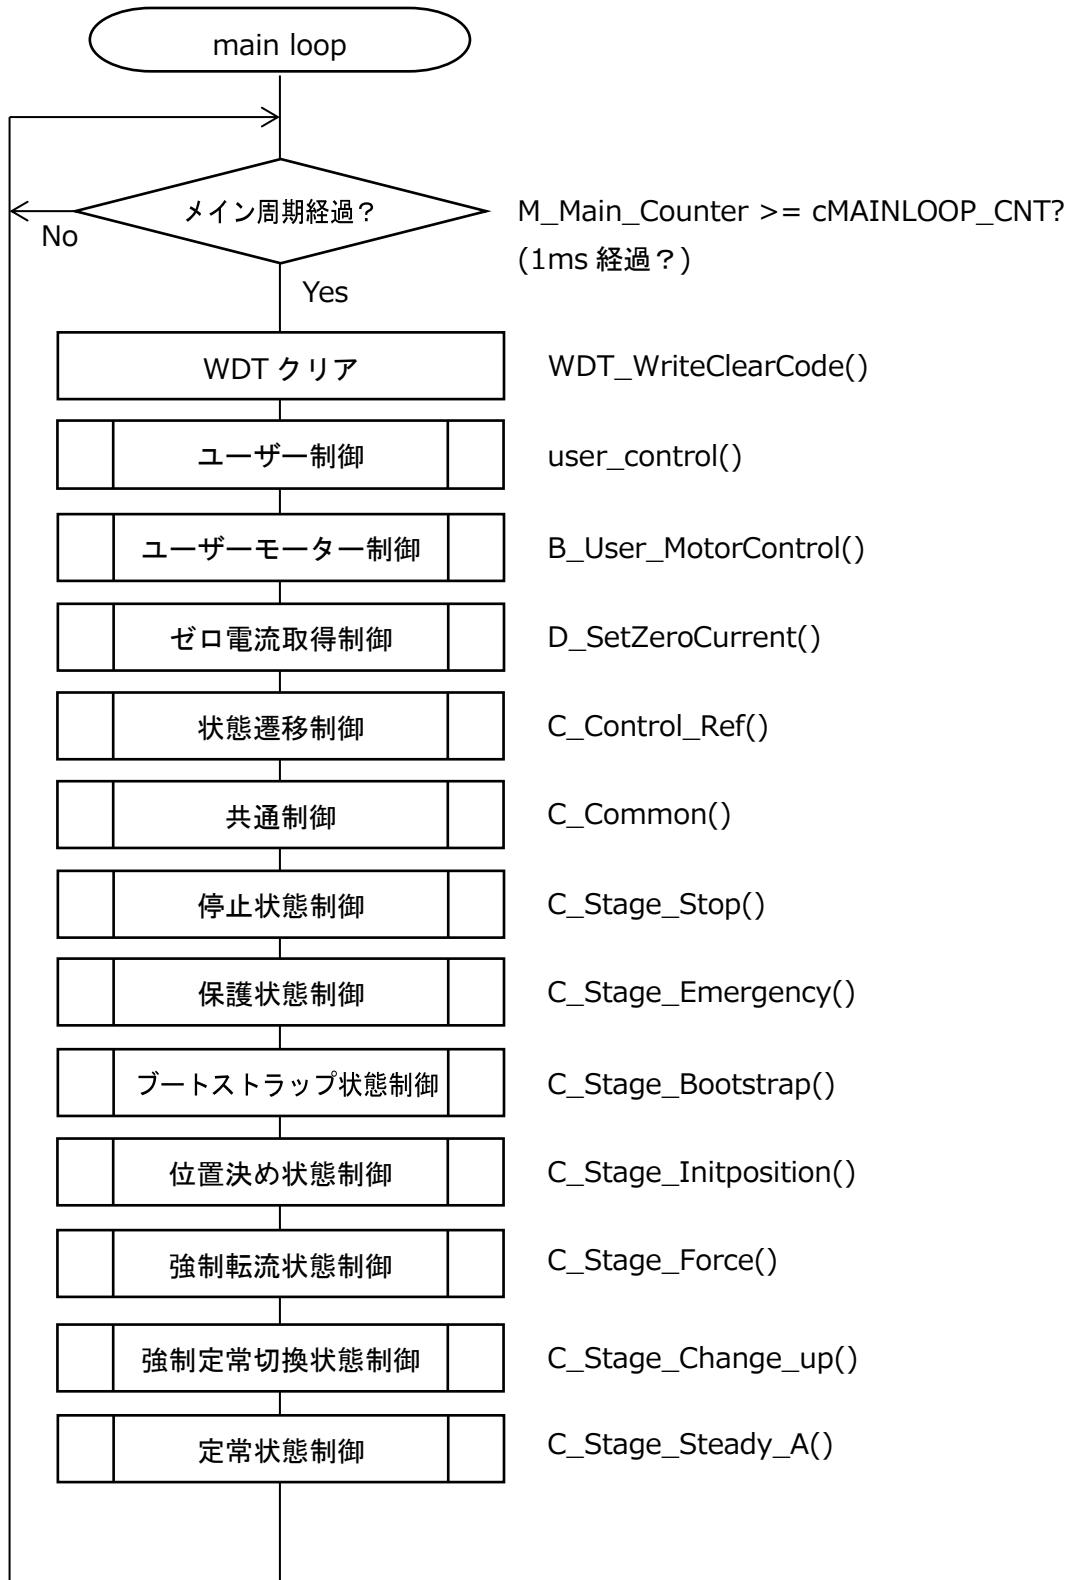 main loop
メイン周期経過？
M_Main_Counter >= cMAINLOOP_CNT?
(1ms 経過？)
No
Yes
WDT クリア
WDT_WriteClearCode()
ユーザー制御
user_control()
ユーザーモーター制御
B_User_MotorControl()
ゼロ電流取得制御
D_SetZeroCurrent()
状態遷移制御
C_Control_Ref()
共通制御
C_Common()
停止状態制御
C_Stage_Stop()
保護状態制御
C_Stage_Emergency()
ブートストラップ状態制御
C_Stage_Bootstrap()
位置決め状態制御
C_Stage_Initposition()
強制転流状態制御
C_Stage_Force()
強制定常切換状態制御
C_Stage_Change_up()
定常状態制御
C_Stage_Steady_A()